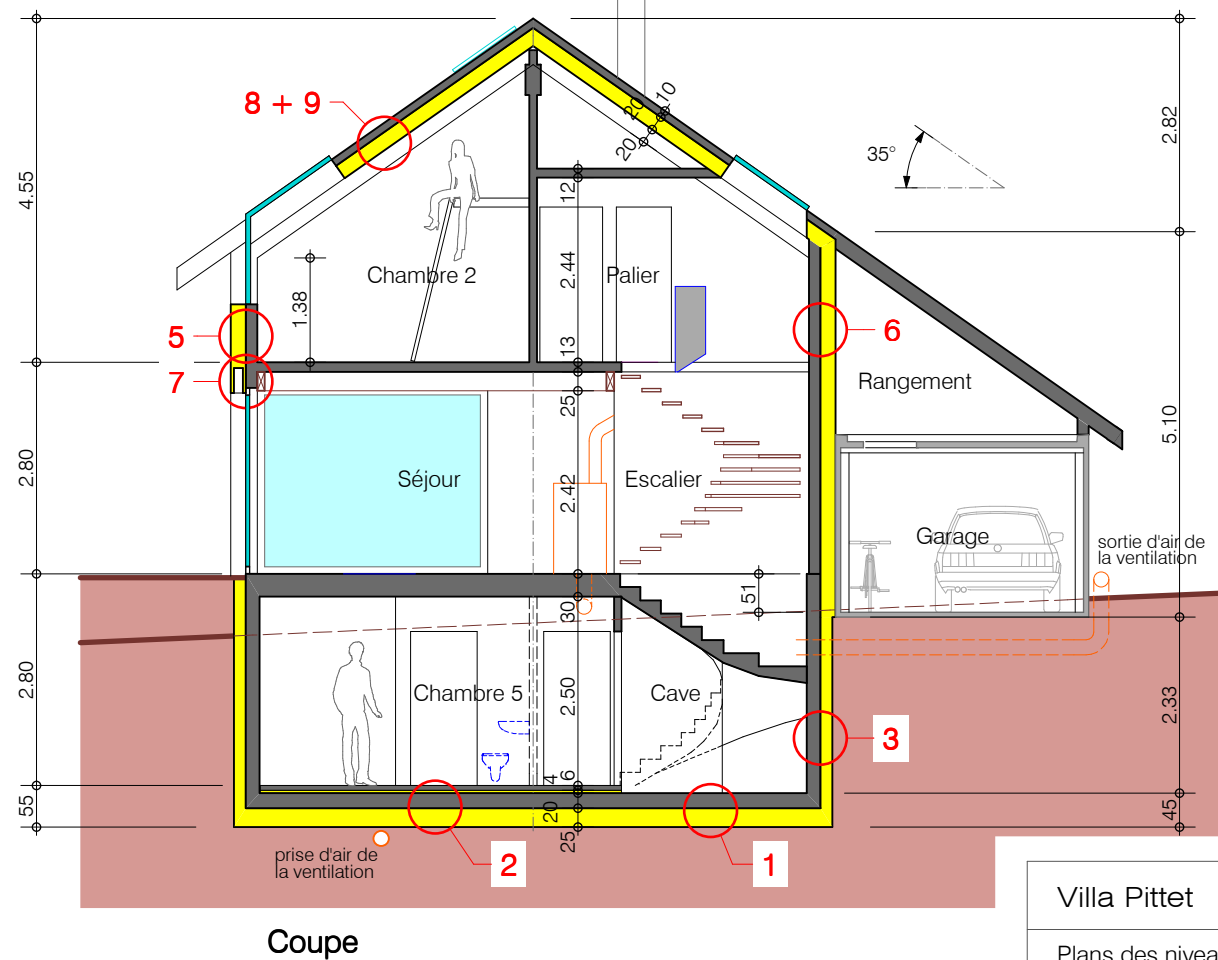 8 + 9
10
20
20
35°
2.82
4.55
12
Chambre 2
2.44
Palier
1.38
5
6
13
7
Rangement
25
5.10
2.80
Séjour
2.42
Escalier
Garage
sortie d'air de
la ventilation
51
30
2.80
Chambre 5
2.50
Cave
2.33
3
4
6
55
20
45
25
prise d'air de
la ventilation
2
1
Villa Pittet
Coupe
Plans des nivea